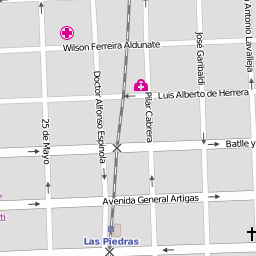 Wilson Ferreira Aldunate
José Garibaldi
Antonio Lavalleja
Doctor Alfonso Espínola
Luis Alberto de Herrera
Pilar Cabrera
25 de Mayo
Batlle y
Avenida General Artigas
Las Piedras